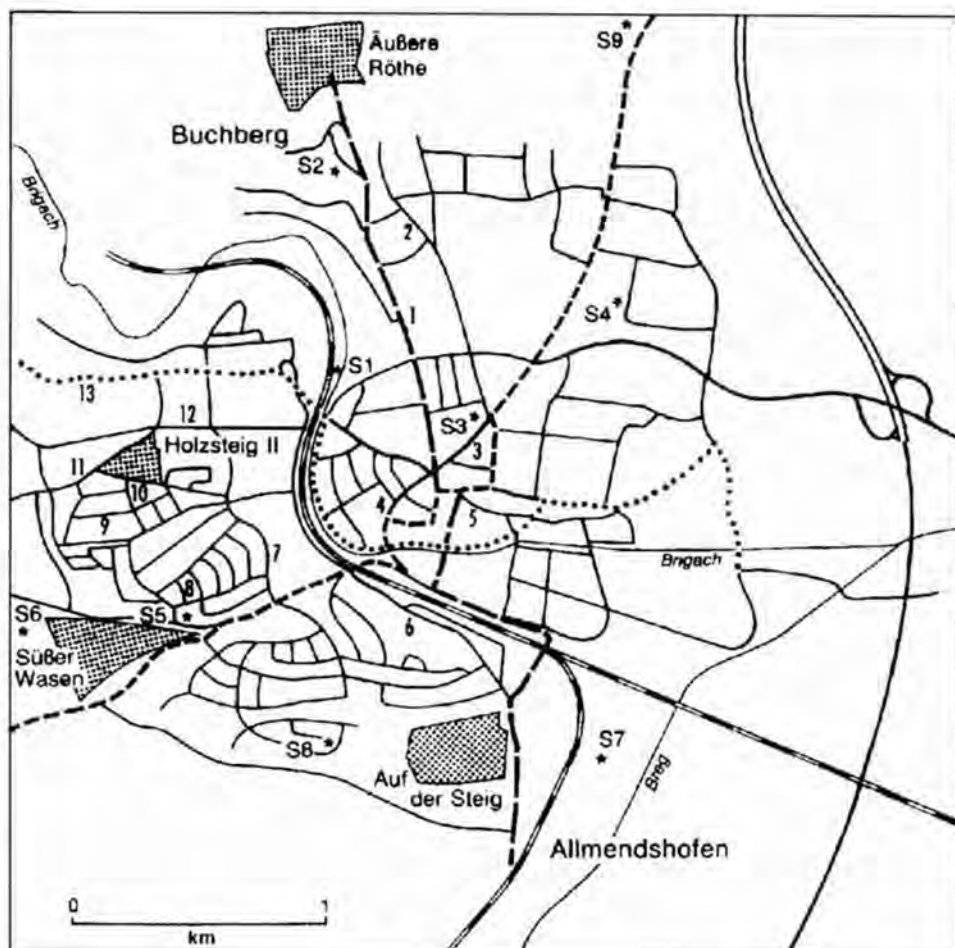 S9
Äußere
Röthe
Buchberg
S2
Brigach
2
1
S4
S1
13
12
S3
Holzsteig II
3
11
10
4
5
9
7
Brigach
8
S6
S5
6
Süßer
Wasen
S8
S7
Auf
der Steig
Breg
Allmendshofen
0
1
km